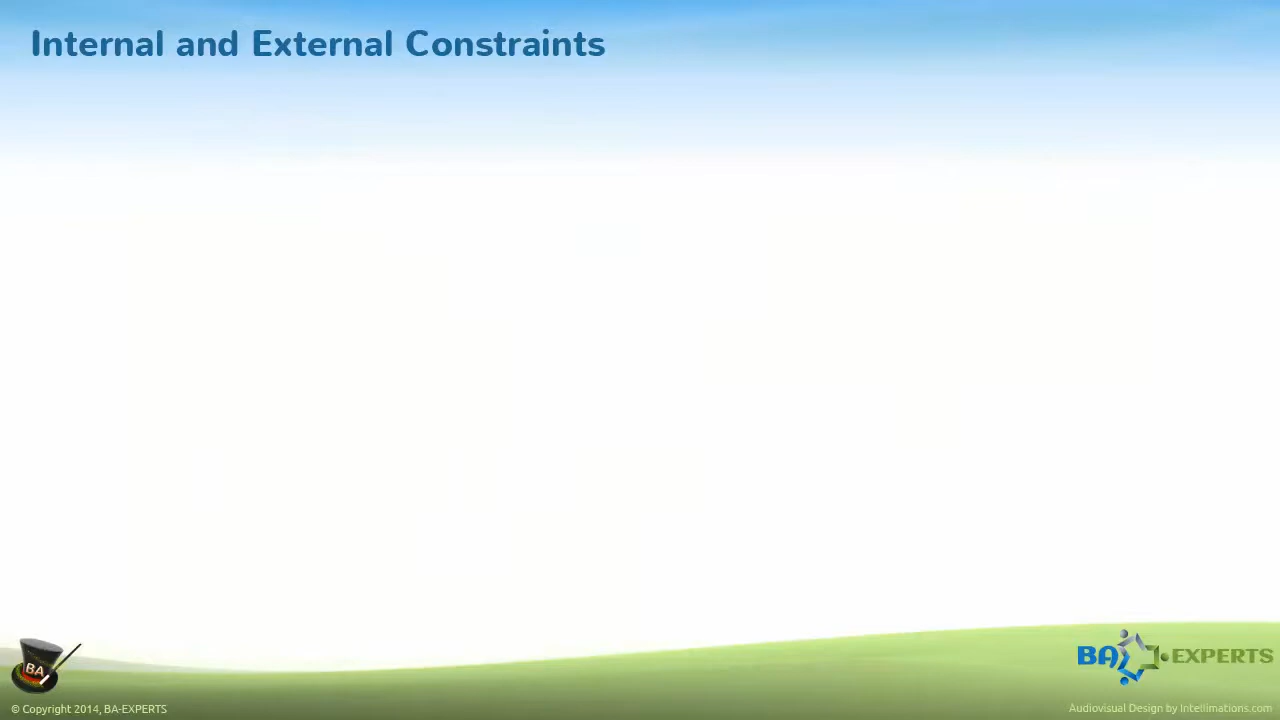 Internal and External Constraints
BA
BA EXPERTS
© Copyright 2014, BA-EXPERTS
Audiovisual Design by Intellimations.com